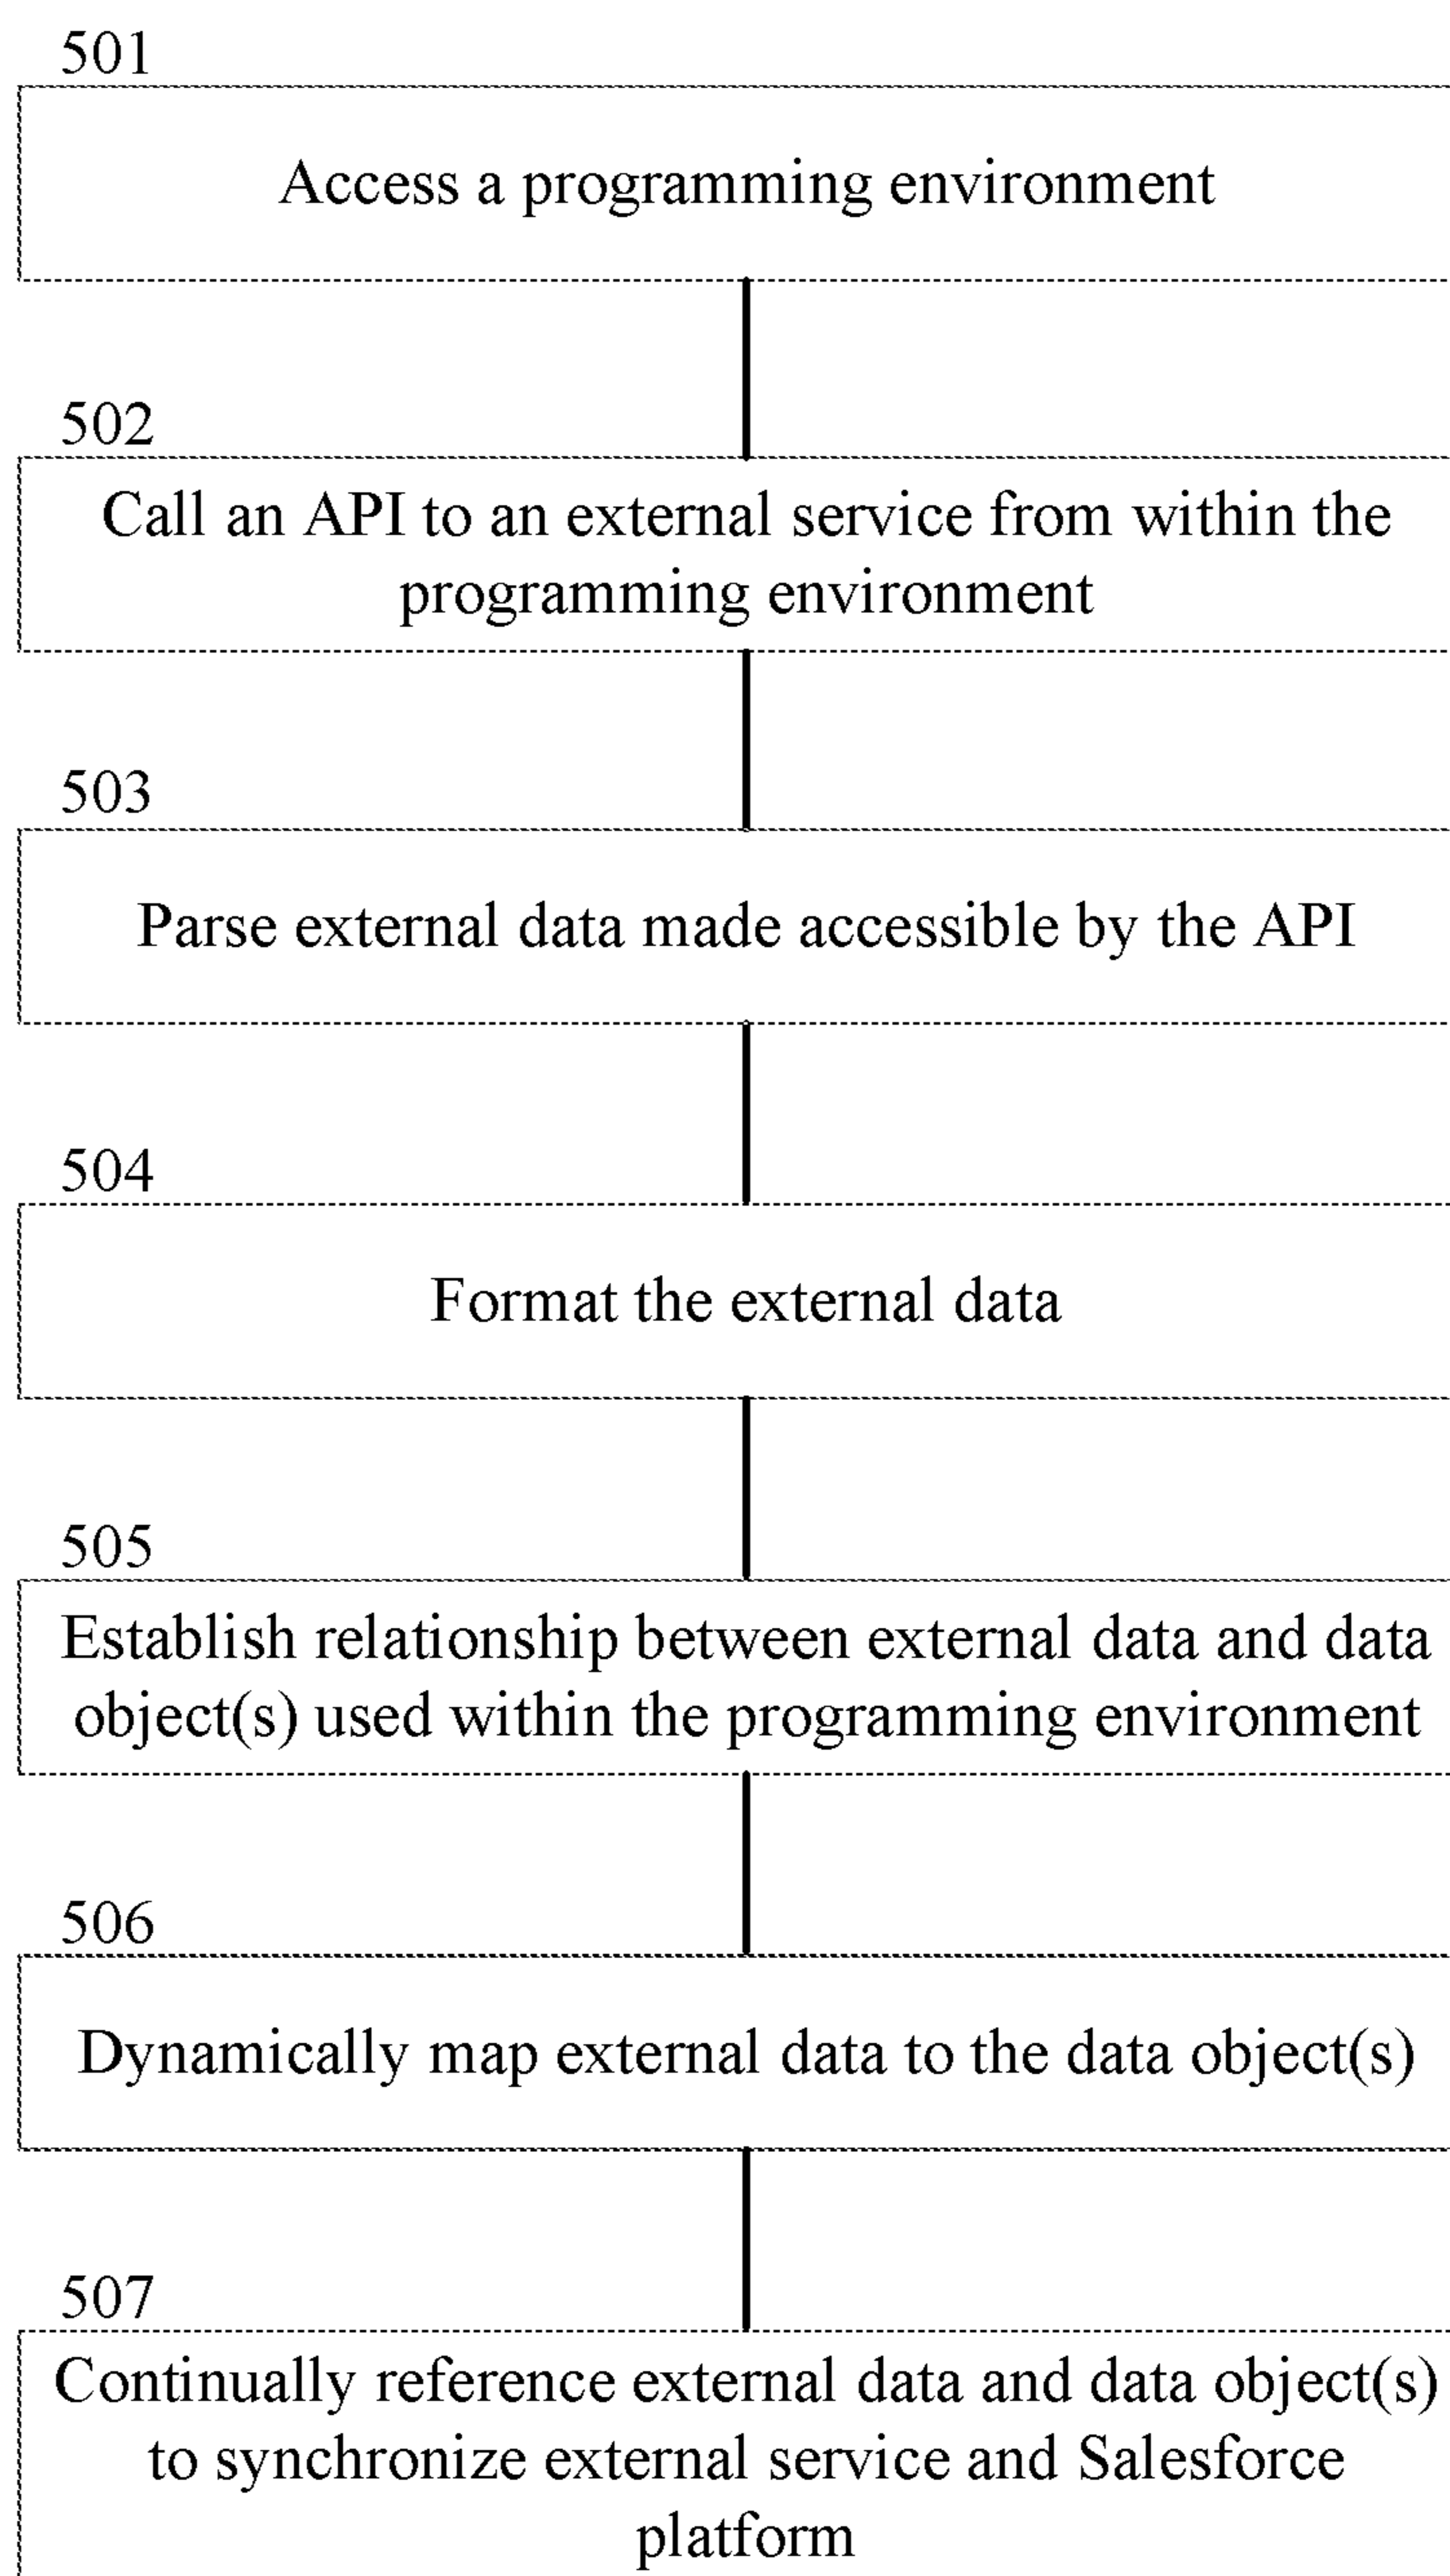 501
Access a programming environment
502
Call an API to an external service from within the
programming environment
503
Parse external data made accessible by the API
504
Format the external data
505
Establish relationship between external data and data
object(s) used within the programming environment
506
Dynamically map external data to the data object(s)
507
Continually reference external data and data object(s)
to synchronize external service and Salesforce
platform